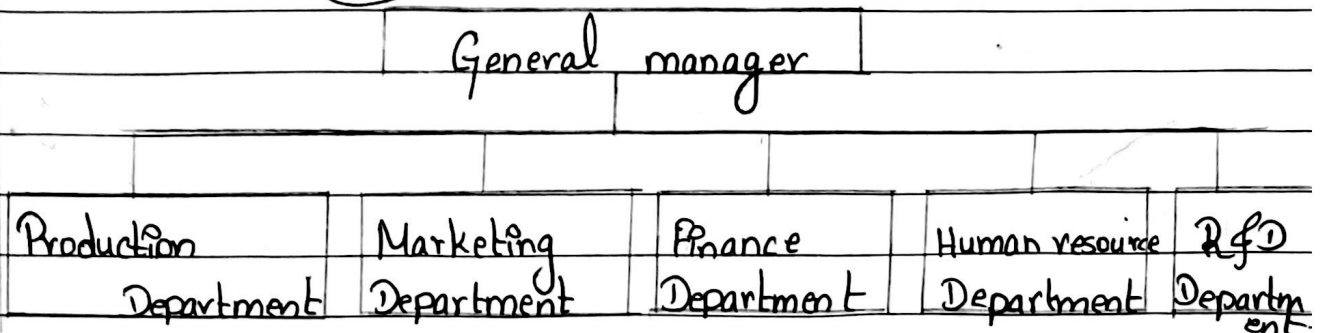 General manager
Production Department
Marketing Department
Finance Department
Human resource Department
R&D Department